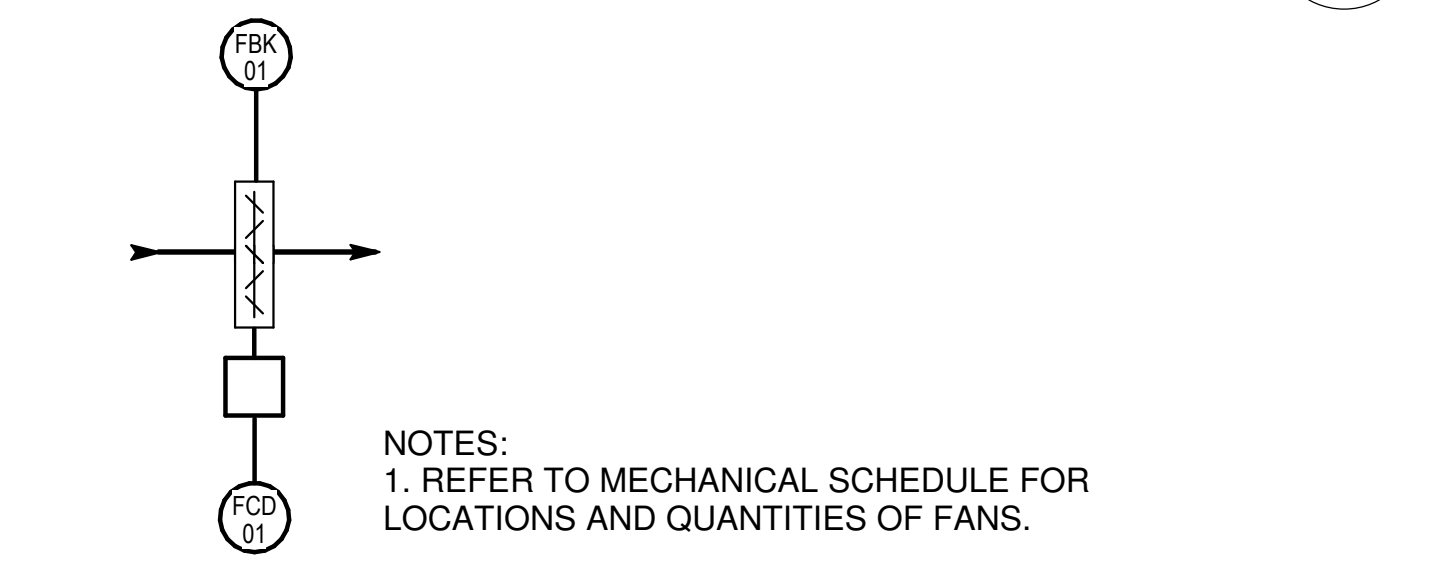 FBK
01
FCD
01
NOTES:
1. REFER TO MECHANICAL SCHEDULE FOR
LOCATIONS AND QUANTITIES OF FANS.